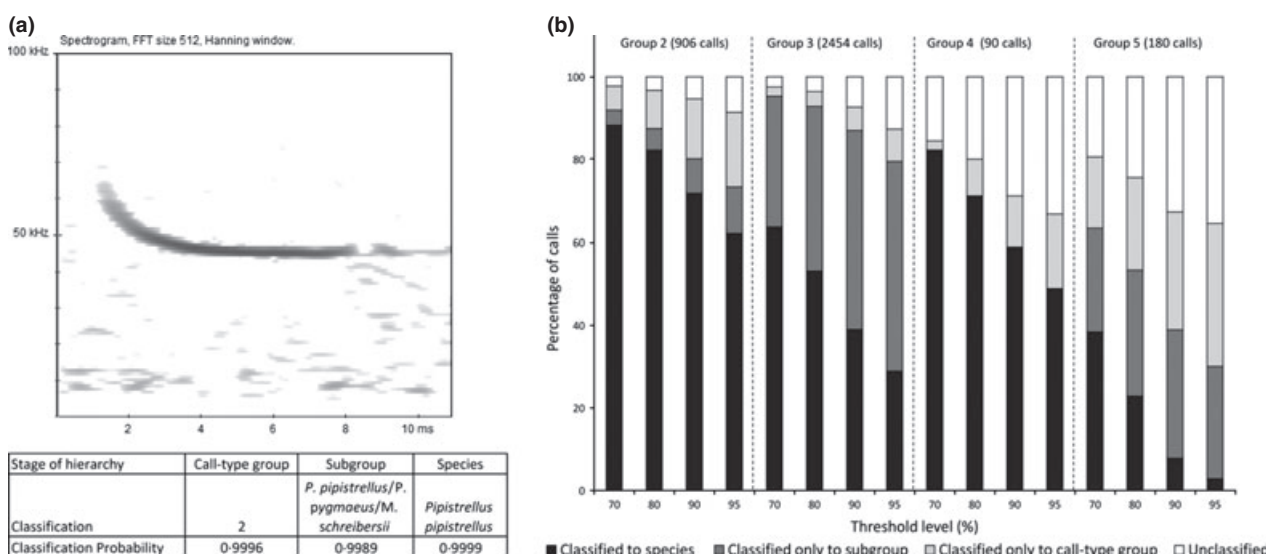 (a)
Spectrogram, FFT size 512, Hanning window.
100 kHz
50 kHz
2 4 6 8 10 ms
Stage of hierarchy Call-type group Subgroup Species
Classification 2 P. pipistrellus/P. pygmaeus/M. schreibersii Pipistrellus pipistrellus
Classification Probability 0·9996 0·9989 0·9999
(b)
Group 2 (906 calls) Group 3 (2454 calls) Group 4 (90 calls) Group 5 (180 calls)
Percentage of calls
100
80
60
40
20
0
70 80 90 95 70 80 90 95 70 80 90 95 70 80 90 95
Threshold level (%)
Classified to species Classified only to subgroup Classified only to call-type group Unclassified